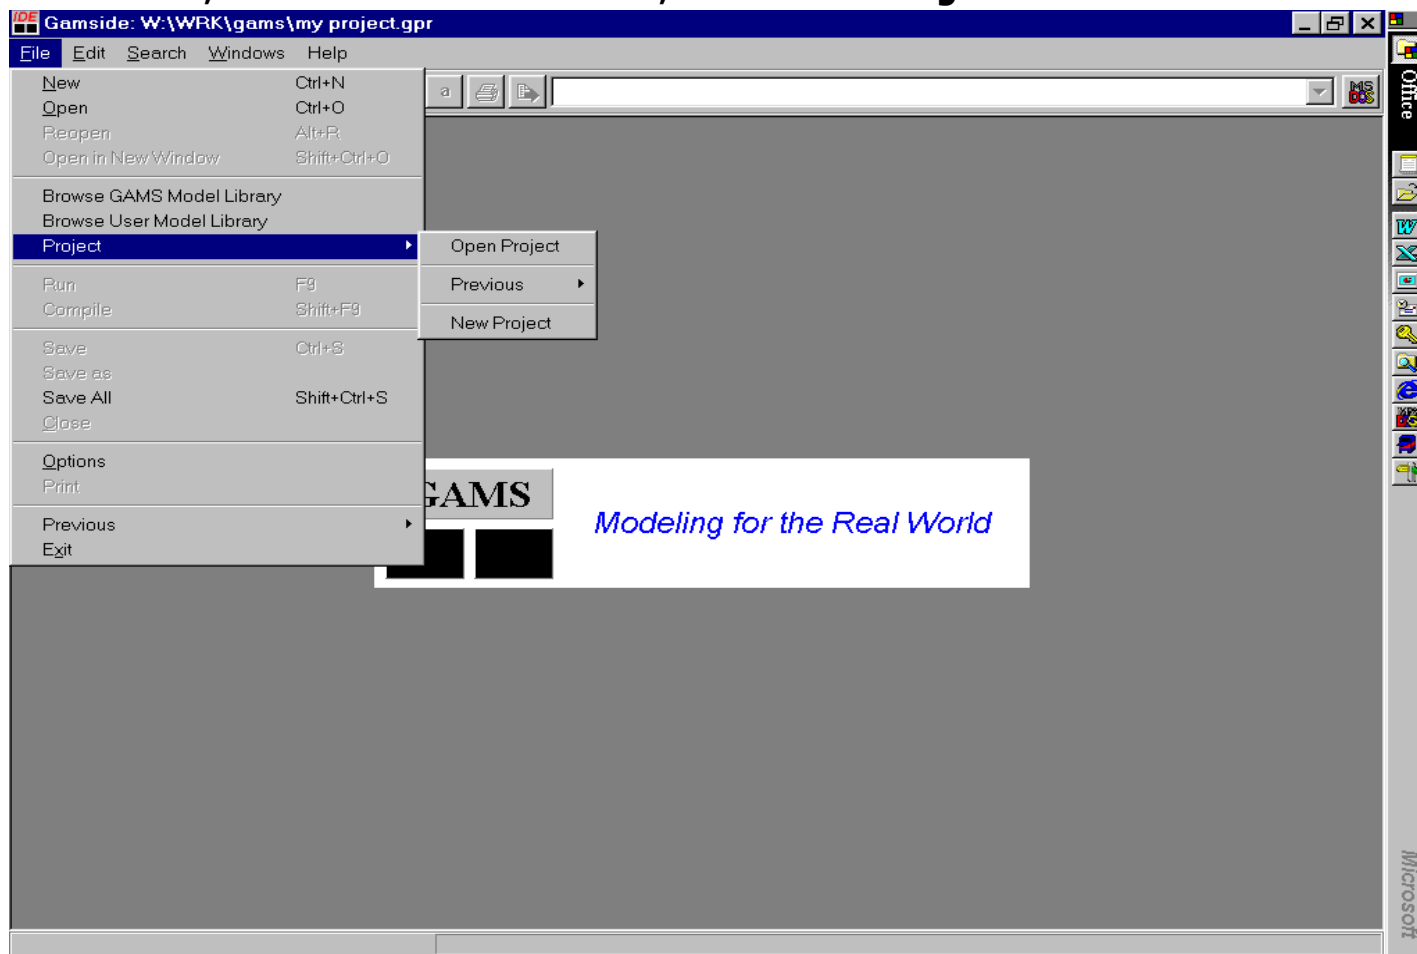 IDE Gamside: W:\WRK\gams\my project.gpr
File Edit Search Windows Help
New Ctrl+N
Open Ctrl+O
Reopen Alt+R
Open in New Window Shift+Ctrl+O
Browse GAMS Model Library
Browse User Model Library
Project
Run F9
Compile Shift+F9
Save Ctrl+S
Save as
Save All Shift+Ctrl+S
Close
Options
Print
Previous
Exit
Open Project
Previous
New Project
a
MS DOS
GAMS
Modeling for the Real World
Office
Microsoft